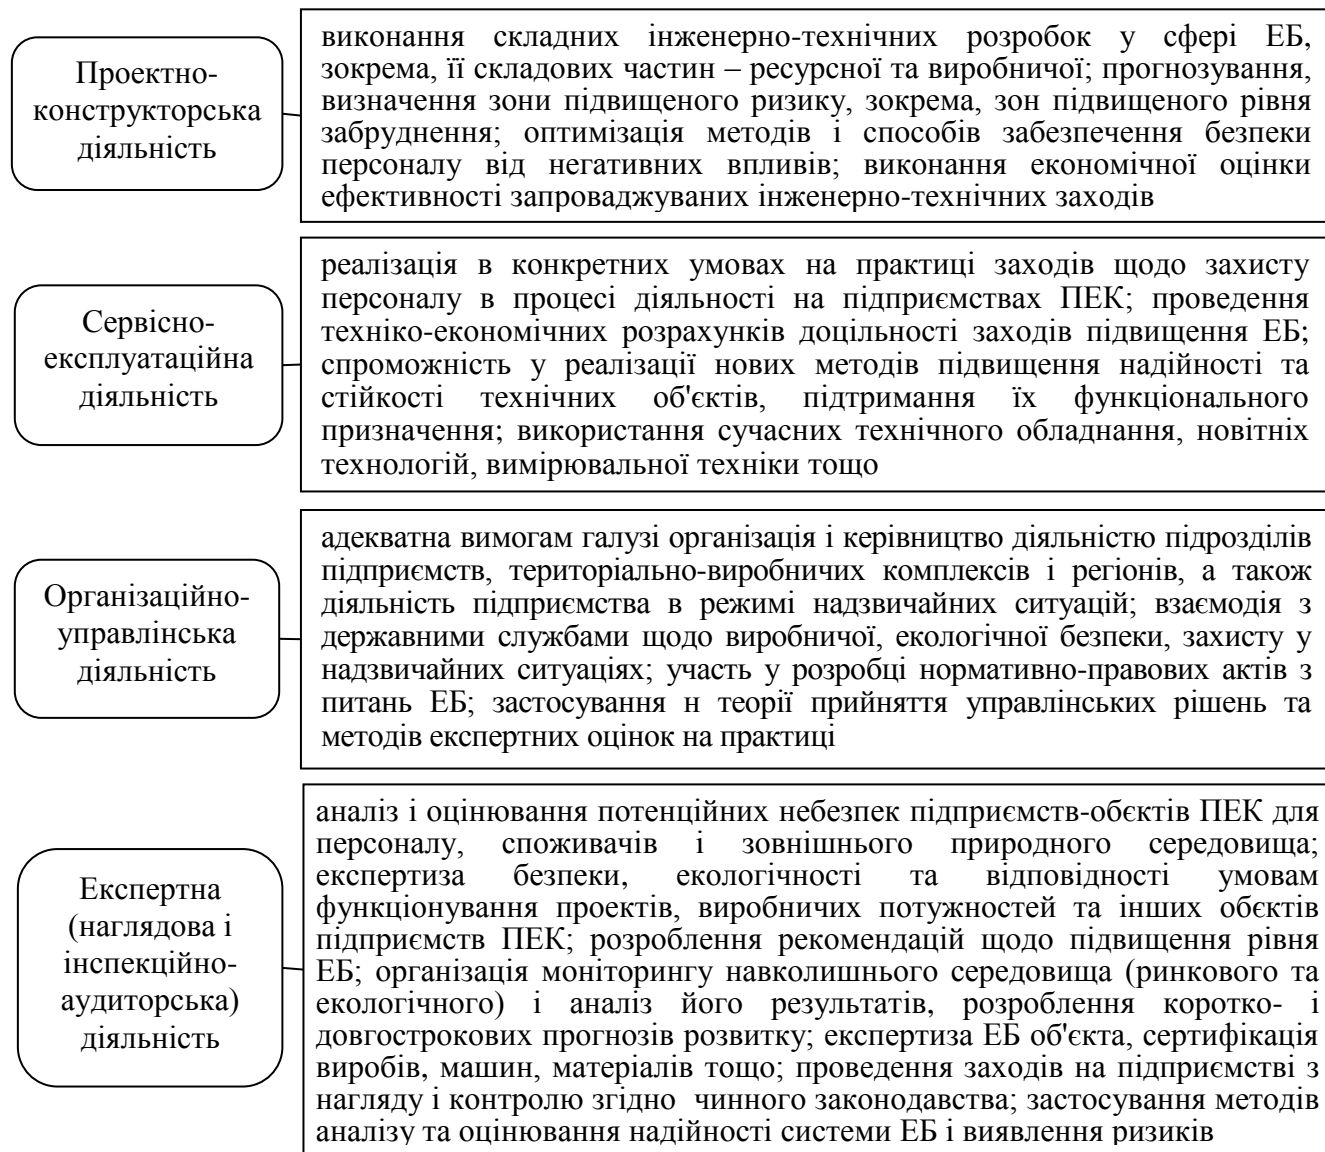 Проектно-
конструкторська
діяльність
виконання складних інженерно-технічних розробок у сфері ЕБ,
зокрема, її складових частин – ресурсної та виробничої; прогнозування,
визначення зони підвищеного ризику, зокрема, зон підвищеного рівня
забруднення; оптимізація методів і способів забезпечення безпеки
персоналу від негативних впливів; виконання економічної оцінки
ефективності запроваджуваних інженерно-технічних заходів
Сервісно-
експлуатаційна
діяльність
реалізація в конкретних умовах на практиці заходів щодо захисту
персоналу в процесі діяльності на підприємствах ПЕК; проведення
техніко-економічних розрахунків доцільності заходів підвищення ЕБ;
спроможність у реалізації нових методів підвищення надійності та
стійкості технічних об'єктів, підтримання їх функціонального
призначення; використання сучасних технічного обладнання, новітніх
технологій, вимірювальної техніки тощо
Організаційно-
управлінська
діяльність
адекватна вимогам галузі організація і керівництво діяльністю підрозділів
підприємств, територіально-виробничих комплексів і регіонів, а також
діяльність підприємства в режимі надзвичайних ситуацій; взаємодія з
державними службами щодо виробничої, екологічної безпеки, захисту у
надзвичайних ситуаціях; участь у розробці нормативно-правових актів з
питань ЕБ; застосування н теорії прийняття управлінських рішень та
методів експертних оцінок на практиці
Експертна
(наглядова і
інспекційно-
аудиторська)
діяльність
аналіз і оцінювання потенційних небезпек підприємств-обєктів ПЕК для
персоналу, споживачів і зовнішнього природного середовища;
експертиза безпеки, екологічності та відповідності умовам
функціонування проектів, виробничих потужностей та інших обєктів
підприємств ПЕК; розроблення рекомендацій щодо підвищення рівня
ЕБ; організація моніторингу навколишнього середовища (ринкового та
екологічного) і аналіз його результатів, розроблення коротко- і
довгострокових прогнозів розвитку; експертиза ЕБ об'єкта, сертифікація
виробів, машин, матеріалів тощо; проведення заходів на підприємстві з
нагляду і контролю згідно чинного законодавства; застосування методів
аналізу та оцінювання надійності системи ЕБ і виявлення ризиків